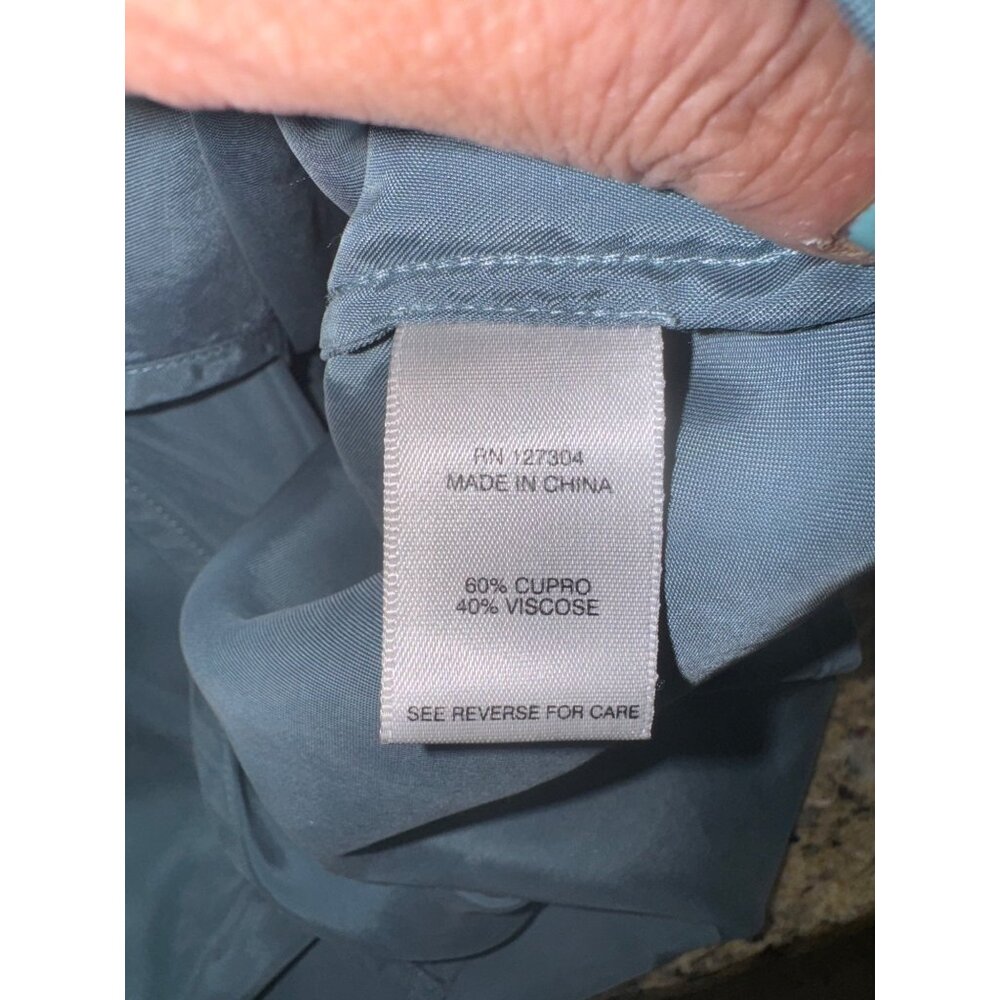 RN 127304
MADE IN CHINA
60% CUPRO
40% VISCOSE
SEE REVERSE FOR CARE